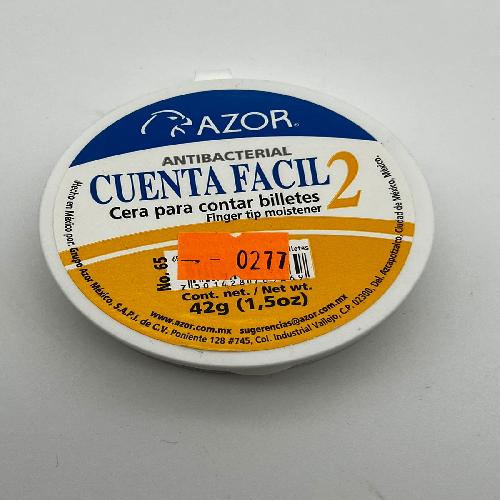 AZOR®
ANTIBACTERIAL
CUENTA FACIL 2
Cera para contar billetes
Finger tip moistener
No. 65
- - 0277
Cont. net. / Net wt.
42g (1,5oz)
www.azor.com.mx sugerencias@azor.com.mx
Hecho en México por: Grupo Azor México, S.A.P.I. de C.V. Poniente 128 #745, Col. Industrial Vallejo, C.P. 02300, Del. Azcapotzalco, Ciudad de México, México.